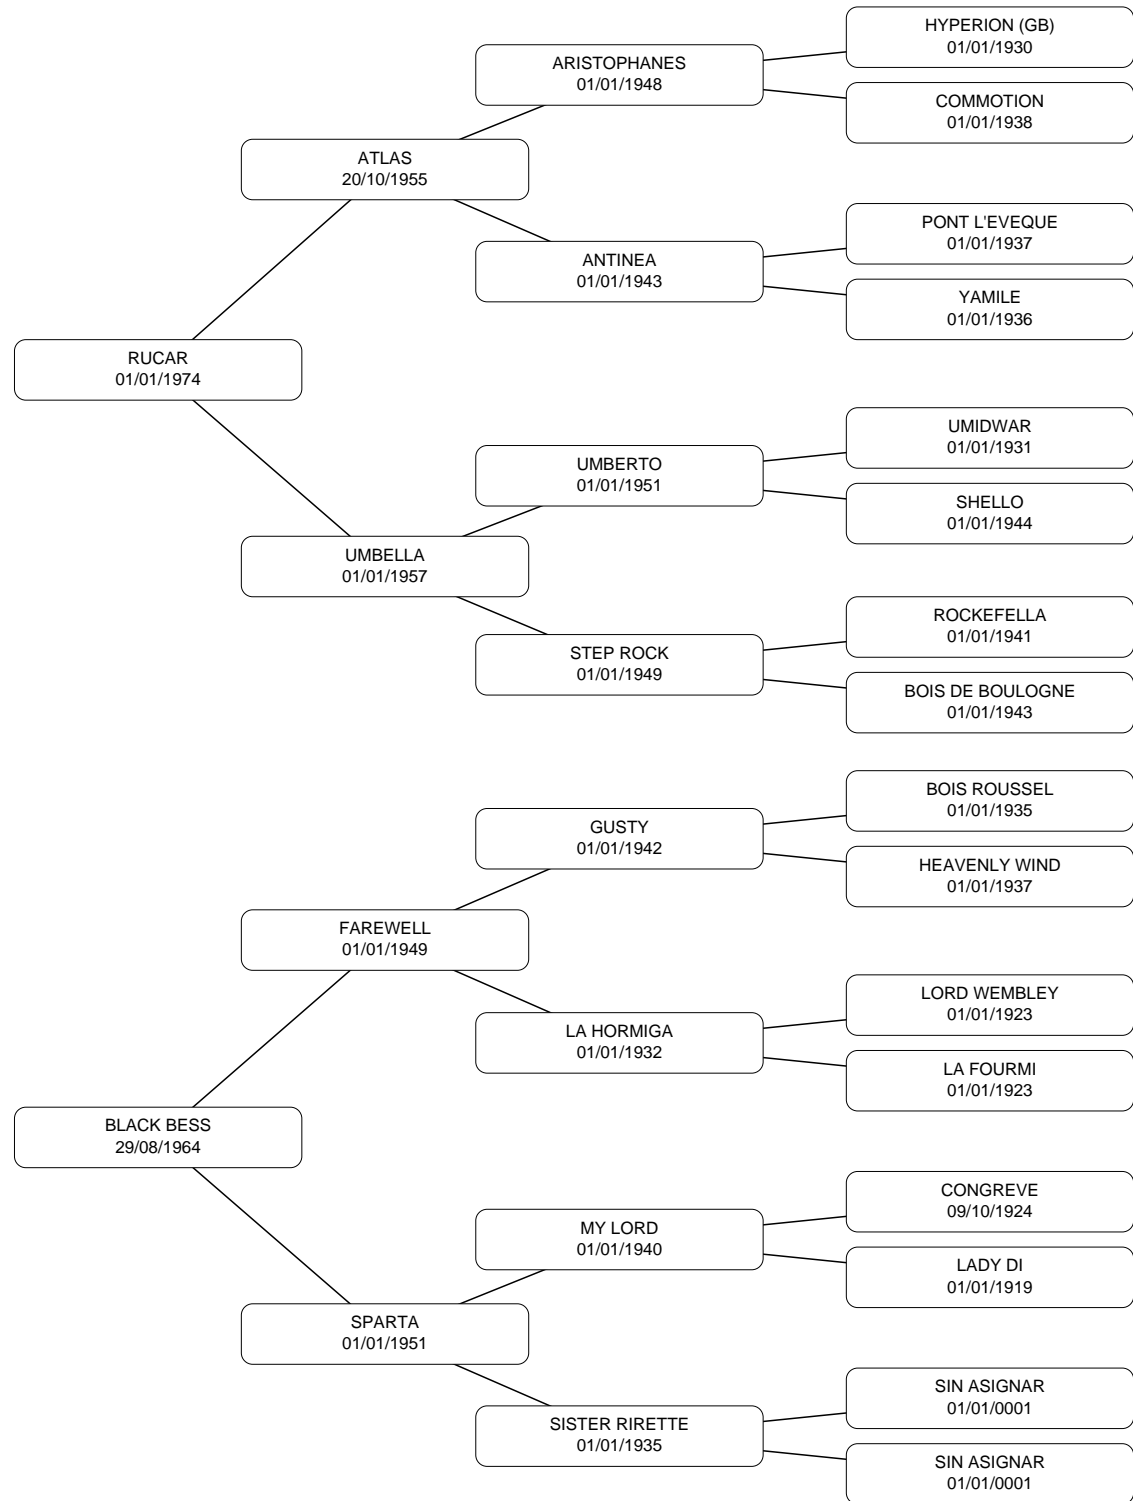 HYPERION (GB)
01/01/1930
ARISTOPHANES
01/01/1948
COMMOTION
01/01/1938
ATLAS
20/10/1955
PONT L'EVEQUE
01/01/1937
ANTINEA
01/01/1943
YAMILE
01/01/1936
RUCAR
01/01/1974
UMIDWAR
01/01/1931
UMBERTO
01/01/1951
SHELLO
01/01/1944
UMBELLA
01/01/1957
ROCKEFELLA
01/01/1941
STEP ROCK
01/01/1949
BOIS DE BOULOGNE
01/01/1943
BOIS ROUSSEL
01/01/1935
GUSTY
01/01/1942
HEAVENLY WIND
01/01/1937
FAREWELL
01/01/1949
LORD WEMBLEY
01/01/1923
LA HORMIGA
01/01/1932
LA FOURMI
01/01/1923
BLACK BESS
29/08/1964
CONGREVE
09/10/1924
MY LORD
01/01/1940
LADY DI
01/01/1919
SPARTA
01/01/1951
SIN ASIGNAR
01/01/0001
SISTER RIRETTE
01/01/1935
SIN ASIGNAR
01/01/0001